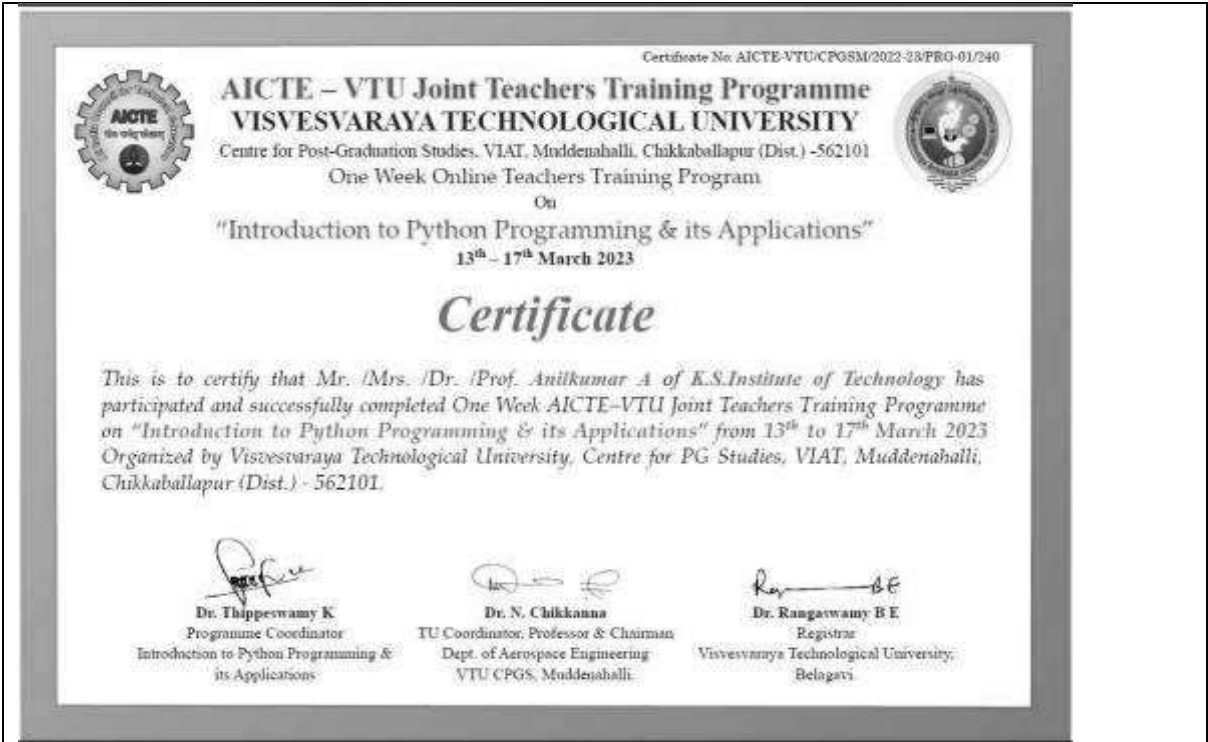 Certificate No: AICTE-VTU/CPGSM/2022-23/PRG-01/240
AICTE – VTU Joint Teachers Training Programme
VISVESVARAYA TECHNOLOGICAL UNIVERSITY
Centre for Post-Graduation Studies, VIAT, Muddenahalli, Chikkaballapur (Dist.) -562101
One Week Online Teachers Training Program
On
"Introduction to Python Programming & its Applications"
13th – 17th March 2023
AICTE
Certificate
This is to certify that Mr. /Mrs. /Dr. /Prof. Anilkumar A of K.S.Institute of Technology has
participated and successfully completed One Week AICTE–VTU Joint Teachers Training Programme
on "Introduction to Python Programming & its Applications" from 13th to 17th March 2023
Organized by Visvesvaraya Technological University, Centre for PG Studies, VIAT, Muddenahalli,
Chikkaballapur (Dist.) - 562101.
Dr. Thippeswamy K
Programme Coordinator
Introduction to Python Programming &
its Applications
Dr. N. Chikkanna
TU Coordinator, Professor & Chairman
Dept. of Aerospace Engineering
VTU CPGS, Muddenahalli.
Dr. Rangaswamy B E
Registrar
Visvesvaraya Technological University,
Belagavi.